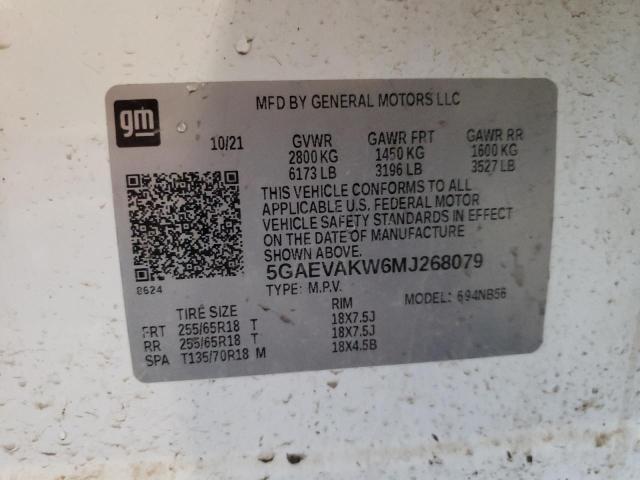 gm
MFD BY GENERAL MOTORS LLC
10/21 GVWR GAWR FRT GAWR RR
2800 KG 1450 KG 1600 KG
6173 LB 3196 LB 3527 LB
THIS VEHICLE CONFORMS TO ALL
APPLICABLE U.S. FEDERAL MOTOR
VEHICLE SAFETY STANDARDS IN EFFECT
ON THE DATE OF MANUFACTURE
SHOWN ABOVE.
5GAEVAKW6MJ268079
8624
TYPE: M.P.V. MODEL: 694NB56
TIRE SIZE RIM
FRT 255/65R18 T 18X7.5J
RR 255/65R18 T 18X7.5J
SPA T135/70R18 M 18X4.5B